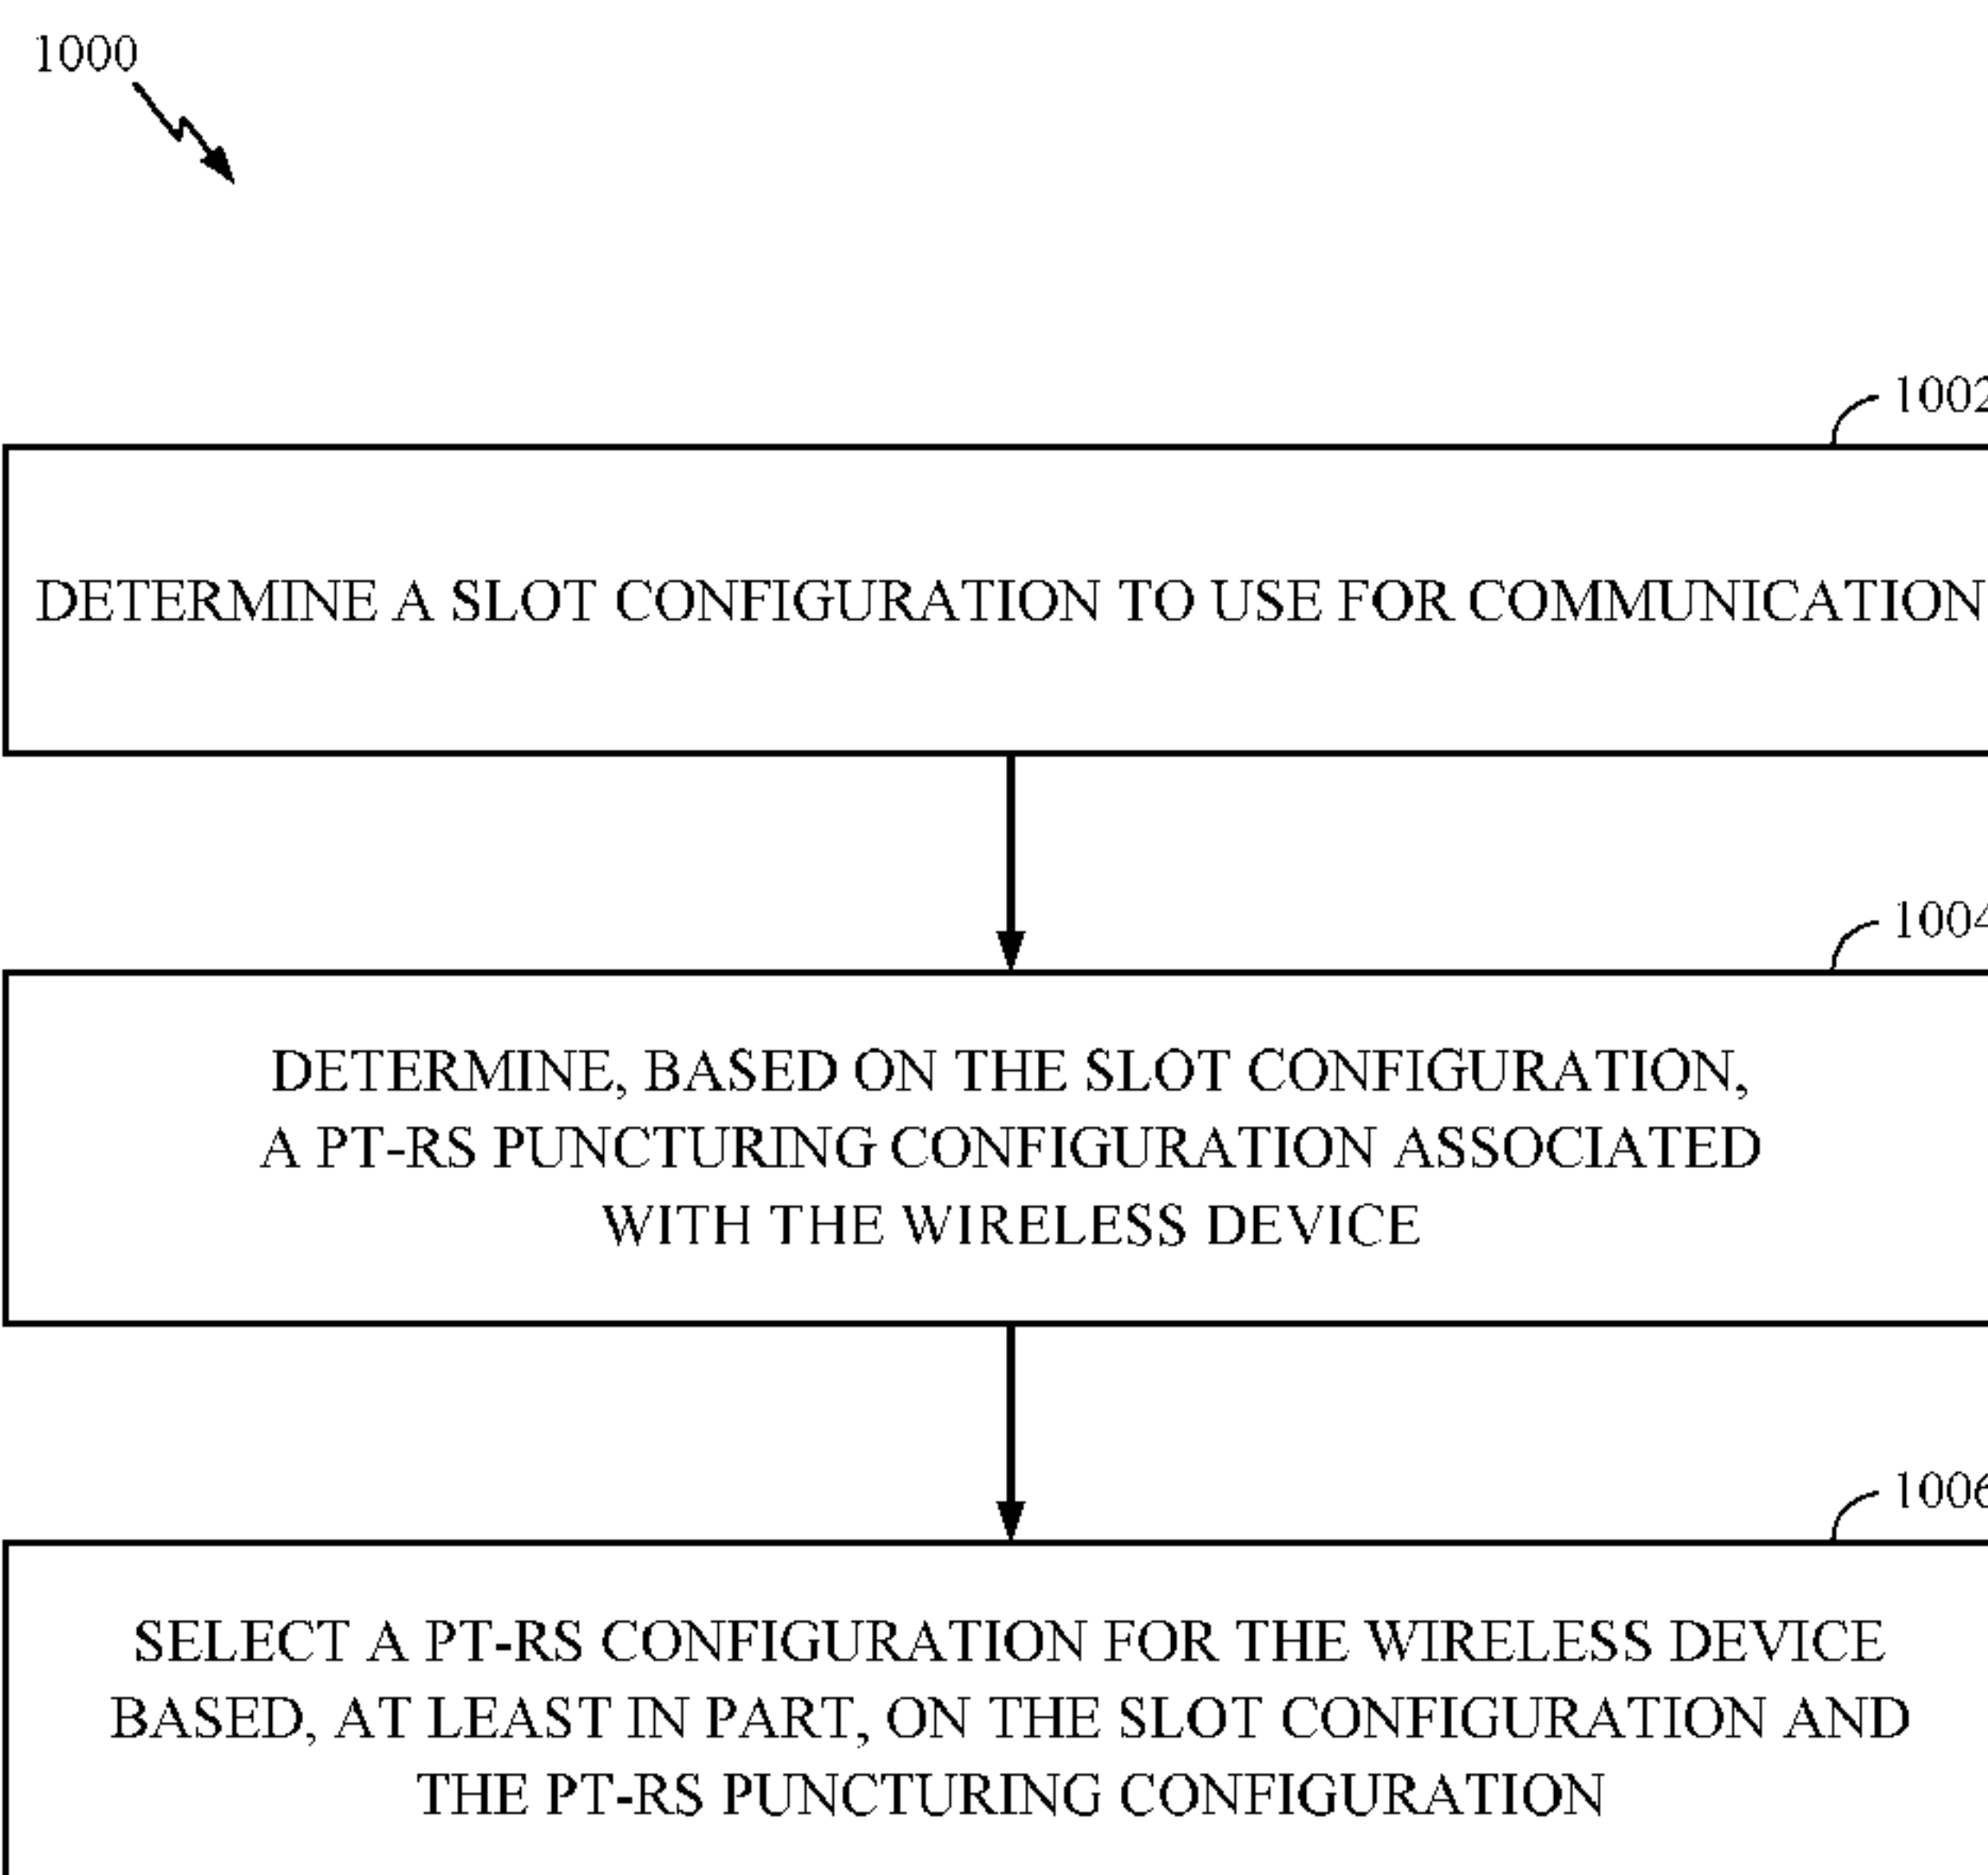 1000
1002
DETERMINE A SLOT CONFIGURATION TO USE FOR COMMUNICATION
1004
DETERMINE, BASED ON THE SLOT CONFIGURATION,
A PT-RS PUNCTURING CONFIGURATION ASSOCIATED
WITH THE WIRELESS DEVICE
1006
SELECT A PT-RS CONFIGURATION FOR THE WIRELESS DEVICE
BASED, AT LEAST IN PART, ON THE SLOT CONFIGURATION AND
THE PT-RS PUNCTURING CONFIGURATION